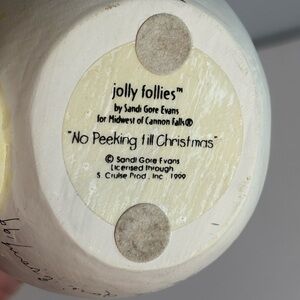 jolly follies™
by Sandi Gore Evans
for Midwest of Cannon Falls®
"No Peeking till Christmas"
© Sandi Gore Evans
Licensed through
S. Cruise Prod., Inc., 1999